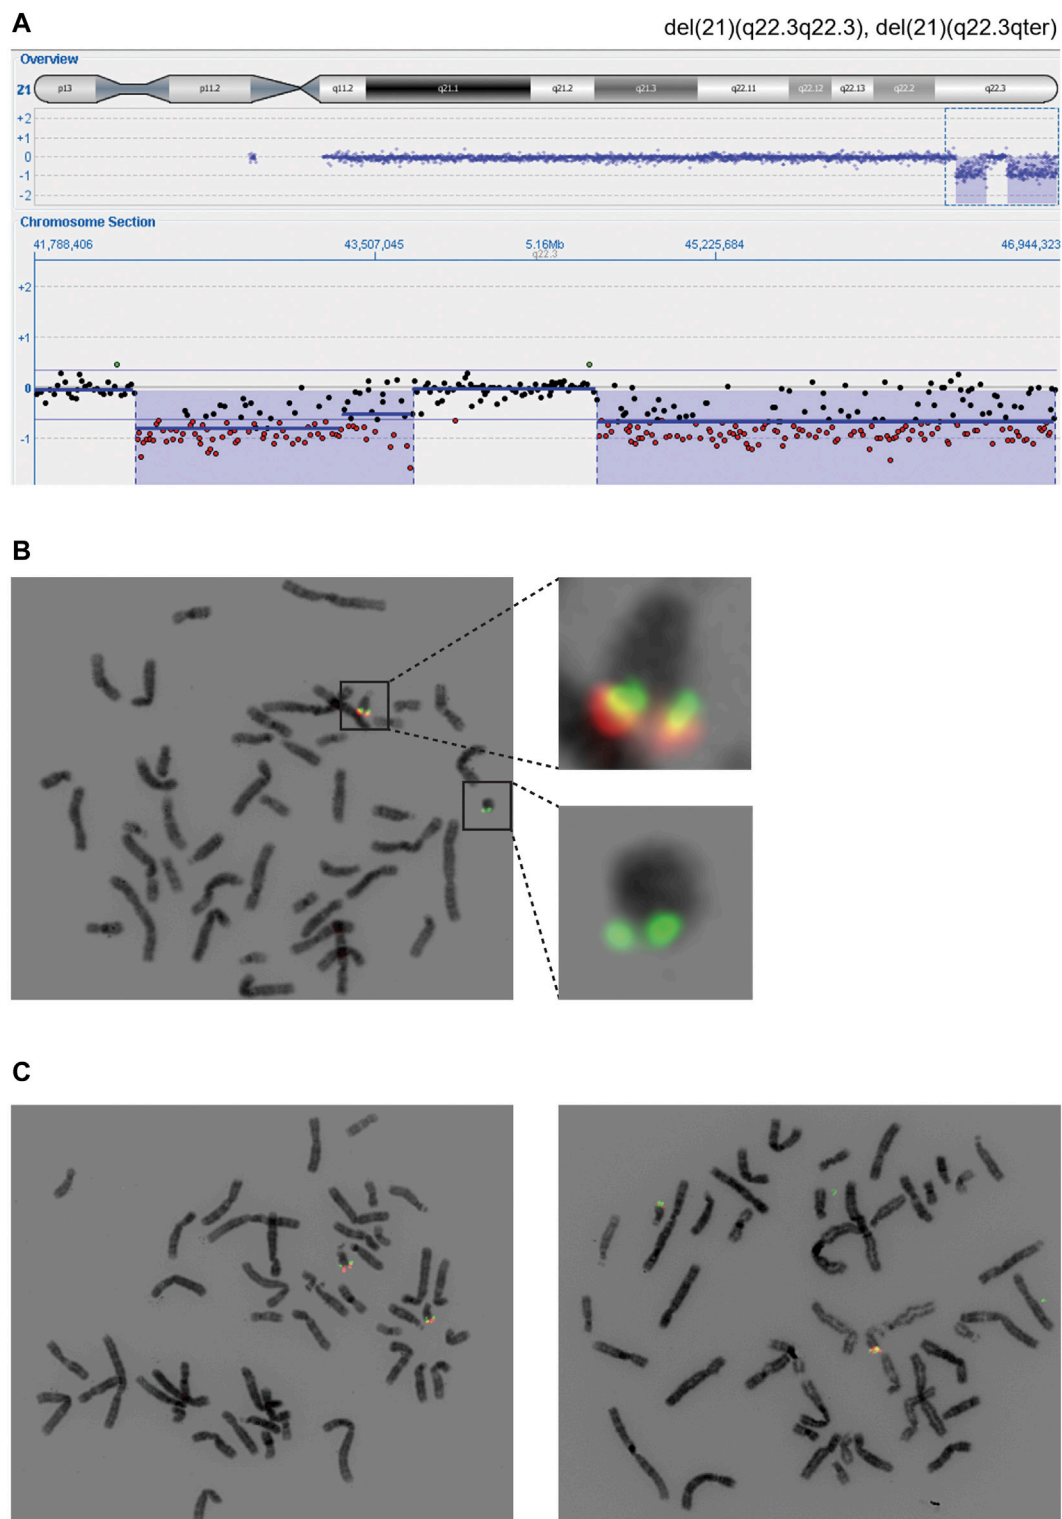 A
del(21)(q22.3q22.3), del(21)(q22.3qter)
Overview
21 p13 p11.2 q11.2 q21.1 q21.2 q21.3 q22.11 q22.12 q22.13 q22.2 q22.3
+2
+1
0
-1
-2
Chromosome Section
41,788,406 43,507,045 5.16Mb 45,225,684 46,944,323
q22.3
+2
+1
0
-1
B
C